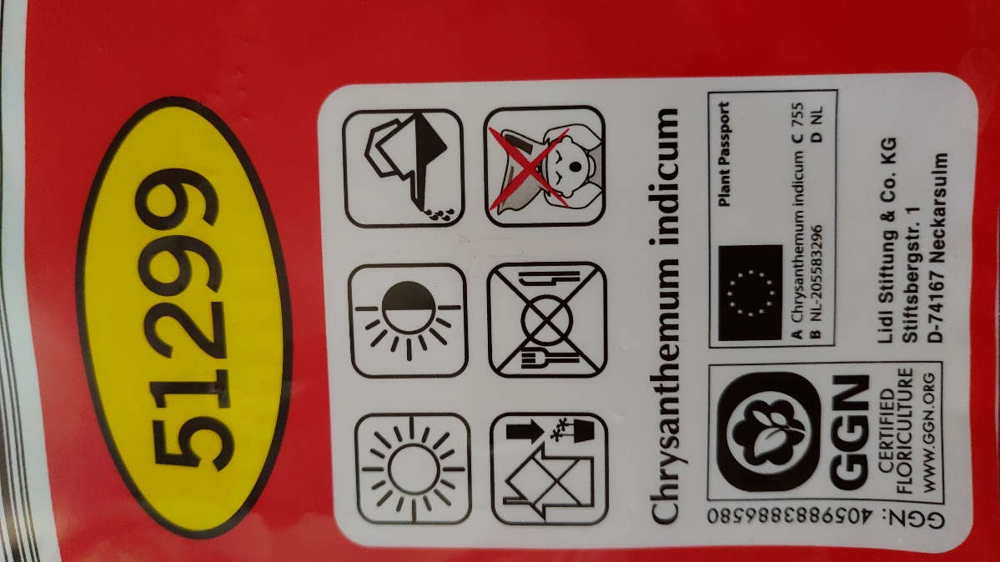 51299
Chrysanthemum indicum
GGN: 4059883886580
GGN
CERTIFIED
FLORICULTURE
WWW.GGN.ORG
Plant Passport
A Chrysanthemum indicum C 755
B NL-205583296 D NL
Lidl Stiftung & Co. KG
Stiftsbergstr. 1
D-74167 Neckarsulm